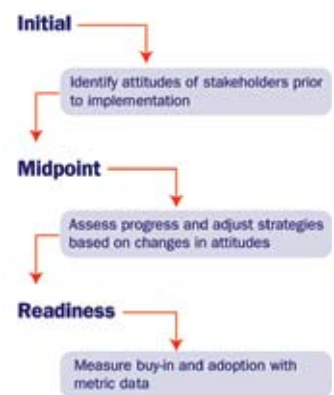 Initial
Identify attitudes of stakeholders prior
to implementation
Midpoint
Assess progress and adjust strategies
based on changes in attitudes
Readiness
Measure buy-in and adoption with
metric data